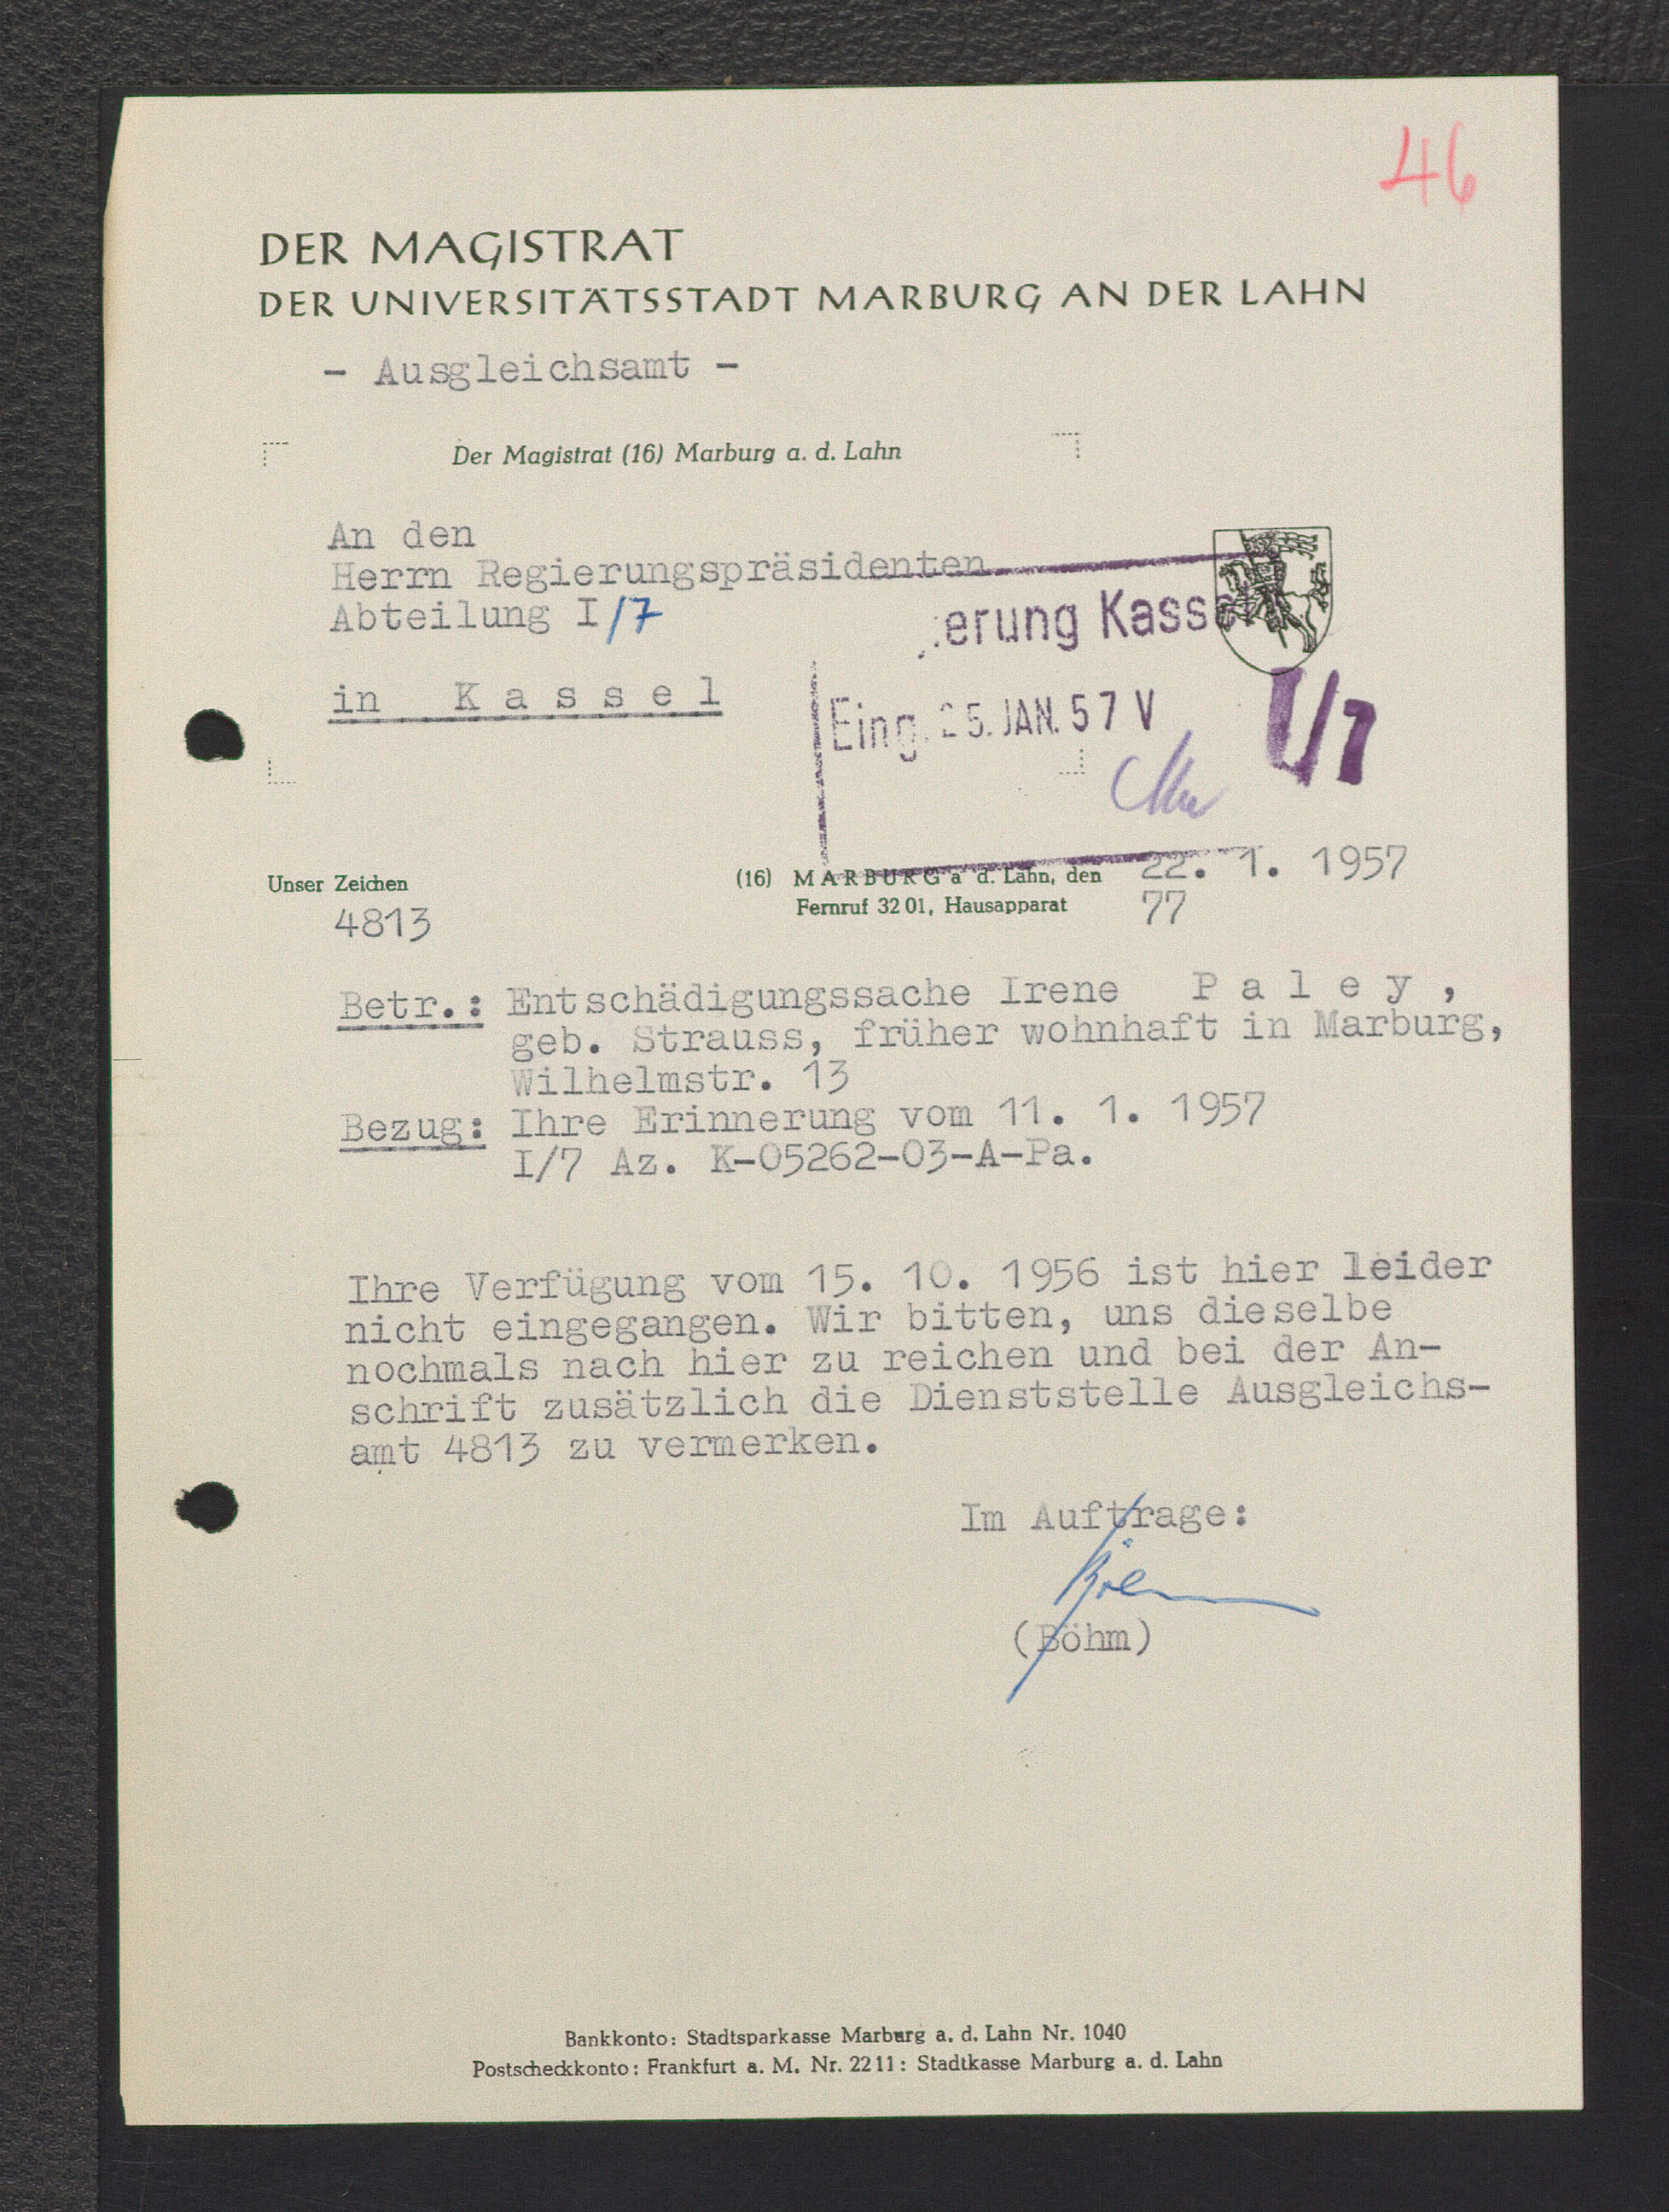 46
DER MAGISTRAT
DER UNIVERSITÄTSSTADT MARBURG AN DER LAHN
- Ausgleichsamt -
Der Magistrat (16) Marburg a. d. Lahn
An den
Herrn Regierungspräsidenten
Abteilung I/7
in Kassel
erung Kassel
Eing. 25. JAN. 57 V
I/7
Unser Zeichen
4813
(16) MARBURG a d. Lahn, den 22. 1. 1957
Fernruf 32 01, Hausapparat 77
Betr.: Entschädigungssache Irene Paley,
geb. Strauss, früher wohnhaft in Marburg,
Wilhelmstr. 13
Bezug: Ihre Erinnerung vom 11. 1. 1957
I/7 Az. K-05262-03-A-Pa.
Ihre Verfügung vom 15. 10. 1956 ist hier leider
nicht eingegangen. Wir bitten, uns dieselbe
nochmals nach hier zu reichen und bei der An-
schrift zusätzlich die Dienststelle Ausgleichs-
amt 4813 zu vermerken.
Im Auftrage:
(Böhm)
Bankkonto: Stadtsparkasse Marburg a. d. Lahn Nr. 1040
Postscheckkonto: Frankfurt a. M. Nr. 2211: Stadtkasse Marburg a. d. Lahn